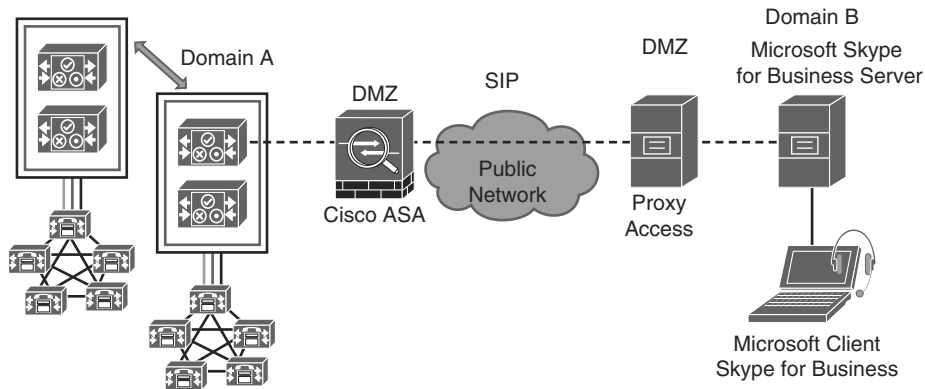 Domain A
DMZ
Cisco ASA
SIP
Public
Network
DMZ
Proxy
Access
Domain B
Microsoft Skype
for Business Server
Microsoft Client
Skype for Business